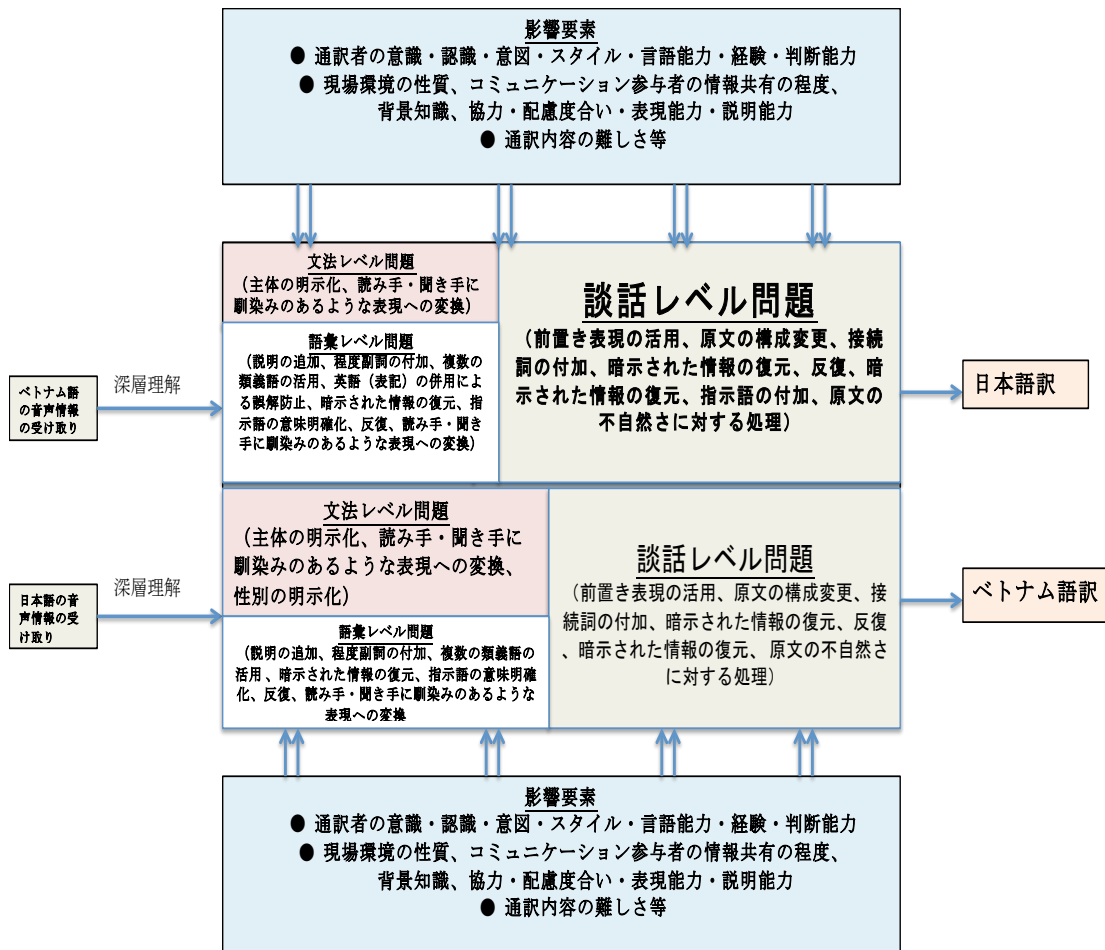 影響要素
● 通訳者の意識・認識・意図・スタイル・言語能力・経験・判断能力
● 現場環境の性質、コミュニケーション参与者の情報共有の程度、
背景知識、協力・配慮度合い・表現能力・説明能力
● 通訳内容の難しさ等
文法レベル問題
（主体の明示化、読み手・聞き手に
馴染みのあるような表現への変換）
語彙レベル問題
（説明の追加、程度副詞の付加、複数の
類義語の活用、英語（表記）の併用によ
る誤解防止、暗示された情報の復元、指
示語の意味明確化、反復、読み手・聞き
手に馴染みのあるような表現への変換）
談話レベル問題
（前置き表現の活用、原文の構成変更、接続
詞の付加、暗示された情報の復元、反復、暗
示された情報の復元、指示語の付加、原文の
不自然さに対する処理）
ベトナム語
の音声情報
の受け取り
深層理解
日本語訳
文法レベル問題
（主体の明示化、読み手・聞き手に
馴染みのあるような表現への変換、
性別の明示化）
語彙レベル問題
（説明の追加、程度副詞の付加、複数の類義語の
活用 、暗示された情報の復元、指示語の意味明確
化、反復、読み手・聞き手に馴染みのあるような
表現への変換
談話レベル問題
（前置き表現の活用、原文の構成変更、接
続詞の付加、暗示された情報の復元、反復
、暗示された情報の復元、 原文の不自然さ
に対する処理）
日本語の音
声情報の受
け取り
深層理解
ベトナム語訳
影響要素
● 通訳者の意識・認識・意図・スタイル・言語能力・経験・判断能力
● 現場環境の性質、コミュニケーション参与者の情報共有の程度、
背景知識、協力・配慮度合い・表現能力・説明能力
● 通訳内容の難しさ等